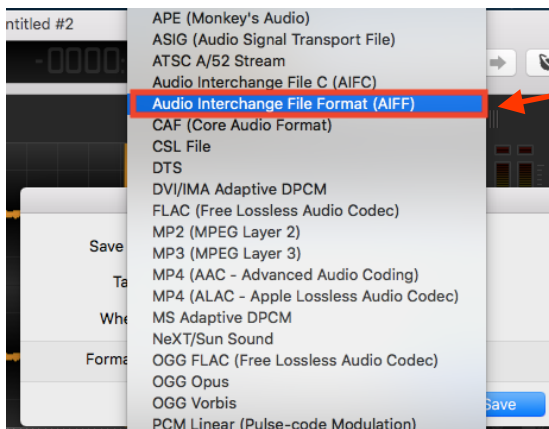 ntitled #2
-0000:
APE (Monkey's Audio)
ASIG (Audio Signal Transport File)
ATSC A/52 Stream
Audio Interchange File C (AIFC)
Audio Interchange File Format (AIFF)
CAF (Core Audio Format)
CSL File
DTS
DVI/IMA Adaptive DPCM
FLAC (Free Lossless Audio Codec)
MP2 (MPEG Layer 2)
MP3 (MPEG Layer 3)
MP4 (AAC - Advanced Audio Coding)
MP4 (ALAC - Apple Lossless Audio Codec)
MS Adaptive DPCM
NeXT/Sun Sound
OGG FLAC (Free Lossless Audio Codec)
OGG Opus
OGG Vorbis
PCM Linear (Pulse-code Modulation)
Save
Ta
Whe
Forma
Save